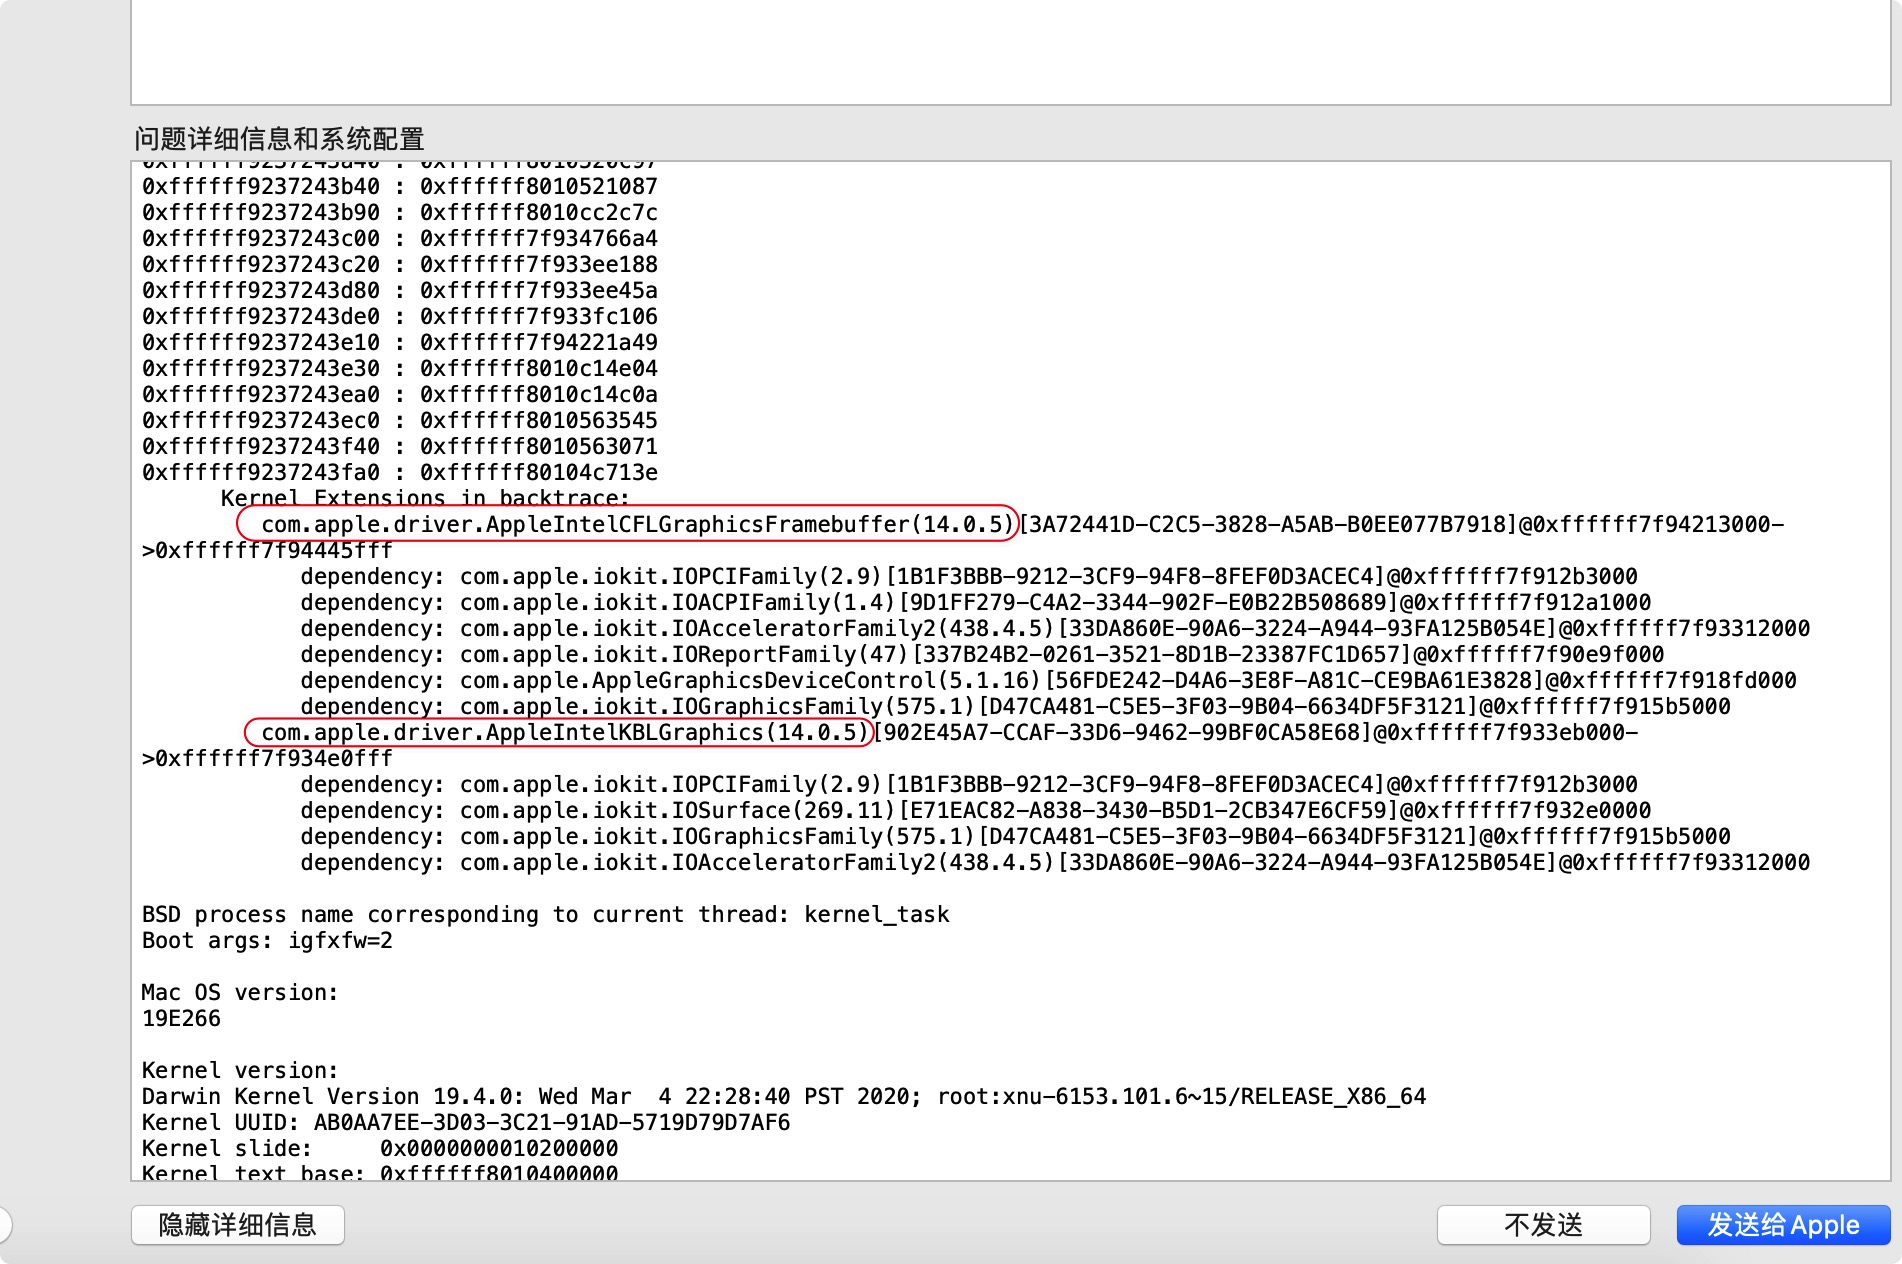 问题详细信息和系统配置
0xffffff9237243a40 : 0xffffff8010520c97
0xffffff9237243b40 : 0xffffff8010521087
0xffffff9237243b90 : 0xffffff8010cc2c7c
0xffffff9237243c00 : 0xffffff7f934766a4
0xffffff9237243c20 : 0xffffff7f933ee188
0xffffff9237243d80 : 0xffffff7f933ee45a
0xffffff9237243de0 : 0xffffff7f933fc106
0xffffff9237243e10 : 0xffffff7f94221a49
0xffffff9237243e30 : 0xffffff8010c14e04
0xffffff9237243ea0 : 0xffffff8010c14c0a
0xffffff9237243ec0 : 0xffffff8010563545
0xffffff9237243f40 : 0xffffff8010563071
0xffffff9237243fa0 : 0xffffff80104c713e
Kernel Extensions in backtrace:
com.apple.driver.AppleIntelCFLGraphicsFramebuffer(14.0.5)[3A72441D-C2C5-3828-A5AB-B0EE077B7918]@0xffffff7f94213000-
>0xffffff7f94445fff
dependency: com.apple.iokit.IOPCIFamily(2.9)[1B1F3BBB-9212-3CF9-94F8-8FEF0D3ACEC4]@0xffffff7f912b3000
dependency: com.apple.iokit.IOACPIFamily(1.4)[9D1FF279-C4A2-3344-902F-E0B22B508689]@0xffffff7f912a1000
dependency: com.apple.iokit.IOAcceleratorFamily2(438.4.5)[33DA860E-90A6-3224-A944-93FA125B054E]@0xffffff7f93312000
dependency: com.apple.iokit.IOReportFamily(47)[337B24B2-0261-3521-8D1B-23387FC1D657]@0xffffff7f90e9f000
dependency: com.apple.AppleGraphicsDeviceControl(5.1.16)[56FDE242-D4A6-3E8F-A81C-CE9BA61E3828]@0xffffff7f918fd000
dependency: com.apple.iokit.IOGraphicsFamily(575.1)[D47CA481-C5E5-3F03-9B04-6634DF5F3121]@0xffffff7f915b5000
com.apple.driver.AppleIntelKBLGraphics(14.0.5)[902E45A7-CCAF-33D6-9462-99BF0CA58E68]@0xffffff7f933eb000-
>0xffffff7f934e0fff
dependency: com.apple.iokit.IOPCIFamily(2.9)[1B1F3BBB-9212-3CF9-94F8-8FEF0D3ACEC4]@0xffffff7f912b3000
dependency: com.apple.iokit.IOSurface(269.11)[E71EAC82-A838-3430-B5D1-2CB347E6CF59]@0xffffff7f932e0000
dependency: com.apple.iokit.IOGraphicsFamily(575.1)[D47CA481-C5E5-3F03-9B04-6634DF5F3121]@0xffffff7f915b5000
dependency: com.apple.iokit.IOAcceleratorFamily2(438.4.5)[33DA860E-90A6-3224-A944-93FA125B054E]@0xffffff7f93312000
BSD process name corresponding to current thread: kernel_task
Boot args: igfxfw=2
Mac OS version:
19E266
Kernel version:
Darwin Kernel Version 19.4.0: Wed Mar  4 22:28:40 PST 2020; root:xnu-6153.101.6~15/RELEASE_X86_64
Kernel UUID: AB0AA7EE-3D03-3C21-91AD-5719D79D7AF6
Kernel slide:     0x0000000010200000
Kernel text base: 0xffffff8010400000
隐藏详细信息
不发送
发送给Apple